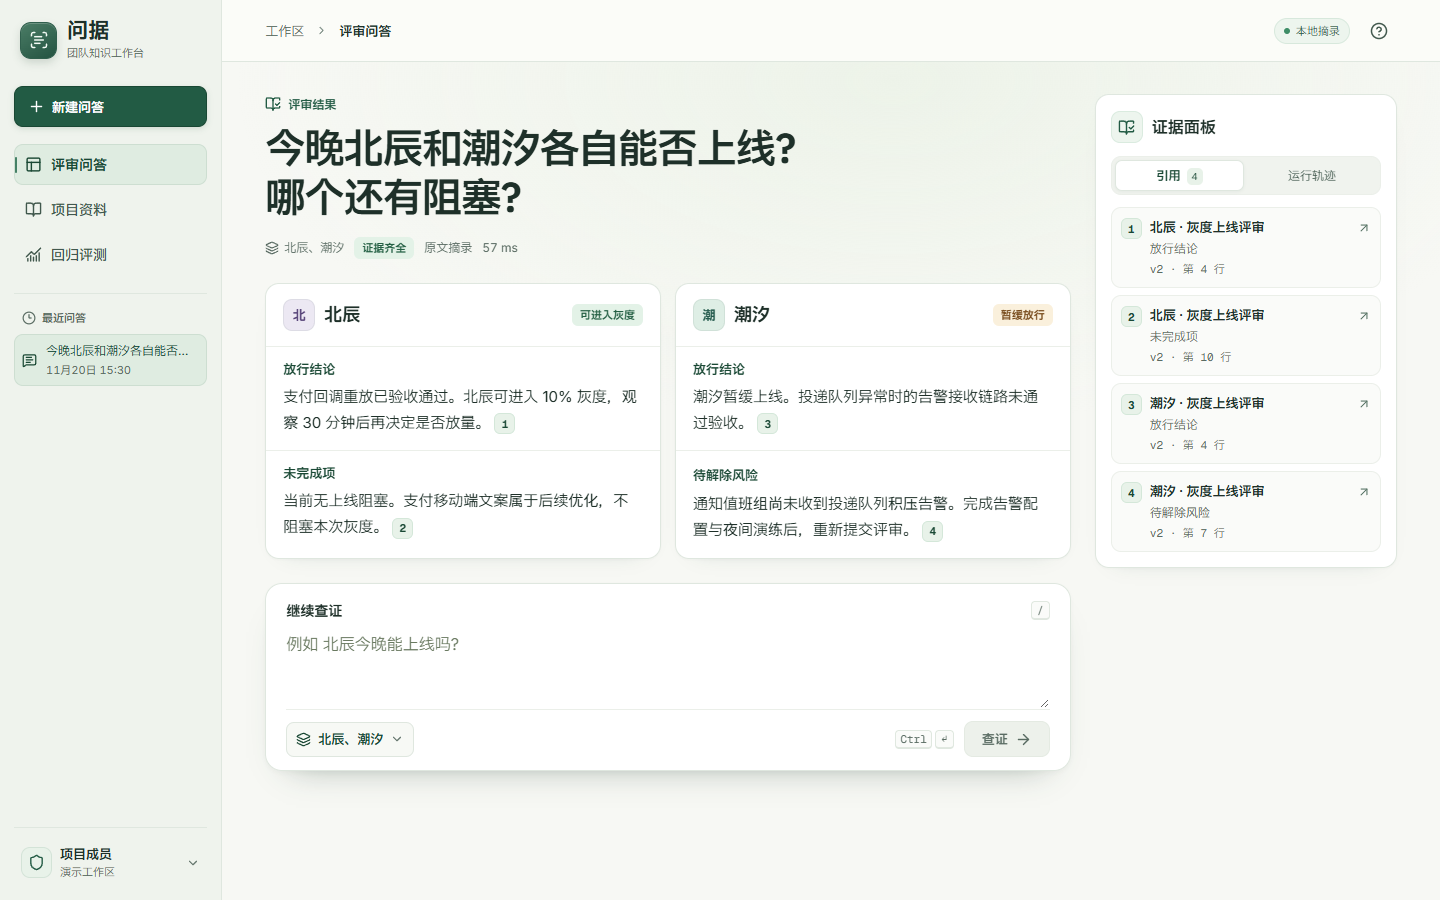 问据
团队知识工作台
新建问答
评审问答
项目资料
回归评测
最近问答
今晚北辰和潮汐各自能否...
11月20日 15:30
项目成员
演示工作区
工作区
评审问答
本地摘录
评审结果
今晚北辰和潮汐各自能否上线?
哪个还有阻塞?
北辰、潮汐 证据齐全 原文摘录 57 ms
北 北辰 可进入灰度
放行结论
支付回调重放已验收通过。北辰可进入 10% 灰度，观
察 30 分钟后再决定是否放量。 1
未完成项
当前无上线阻塞。支付移动端文案属于后续优化，不
阻塞本次灰度。 2
潮 潮汐 暂缓放行
放行结论
潮汐暂缓上线。投递队列异常时的告警接收链路未通
过验收。 3
待解除风险
通知值班组尚未收到投递队列积压告警。完成告警配
置与夜间演练后，重新提交评审。 4
继续查证 /
例如 北辰今晚能上线吗?
北辰、潮汐 Ctrl ↵ 查证
证据面板
引用 4 运行轨迹
1 北辰 · 灰度上线评审
放行结论
v2 · 第 4 行
2 北辰 · 灰度上线评审
未完成项
v2 · 第 10 行
3 潮汐 · 灰度上线评审
放行结论
v2 · 第 4 行
4 潮汐 · 灰度上线评审
待解除风险
v2 · 第 7 行